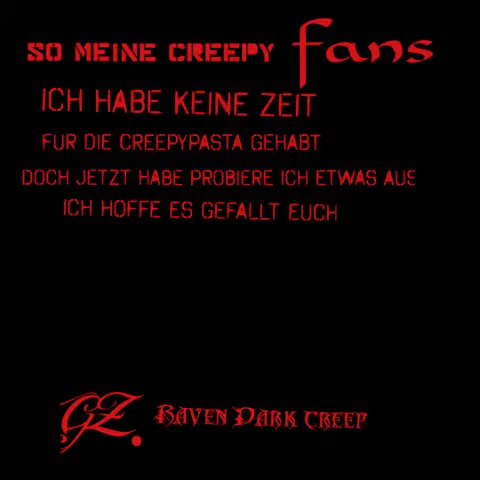 SO MEINE CREEPY fans
ICH HABE KEINE ZEIT
FUR DIE CREEPYPASTA GEHABT
DOCH JETZT HABE PROBIERE ICH ETWAS AUS
ICH HOFFE ES GEFALLT EUCH
GZ. RAVEN DARK CREEP